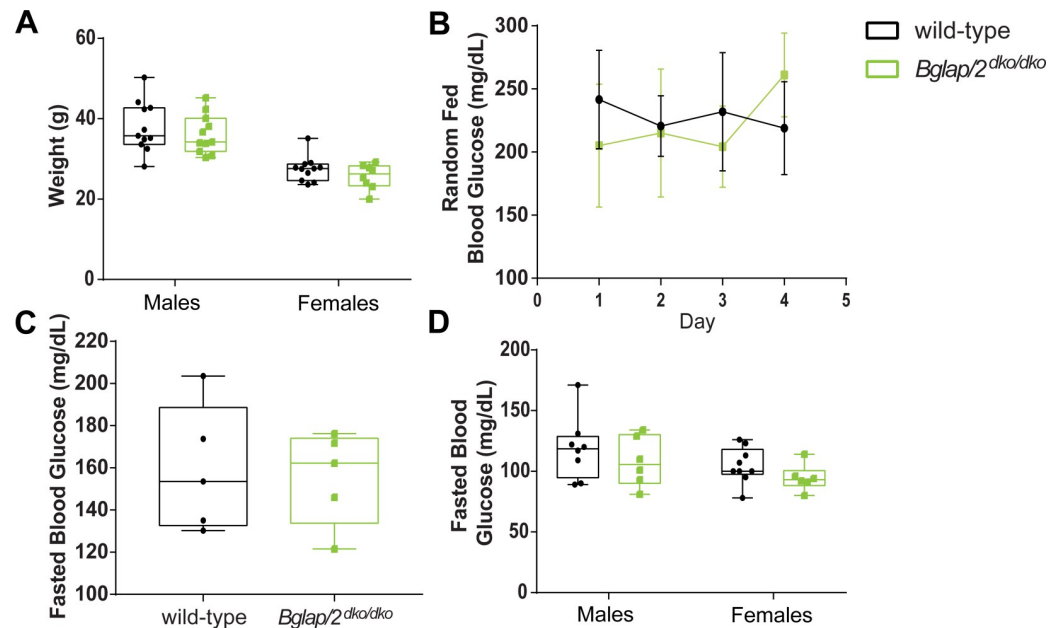 A
60
40
20
0
Weight (g)
Males
Females
B
300
250
200
150
100
Random Fed
Blood Glucose (mg/dL)
0
1
2
3
4
5
Day
wild-type
Bglap/2dko/dko
C
220
200
180
160
140
120
100
Fasted Blood Glucose (mg/dL)
wild-type
Bglap/2dko/dko
D
200
150
100
50
0
Fasted Blood
Glucose (mg/dL)
Males
Females